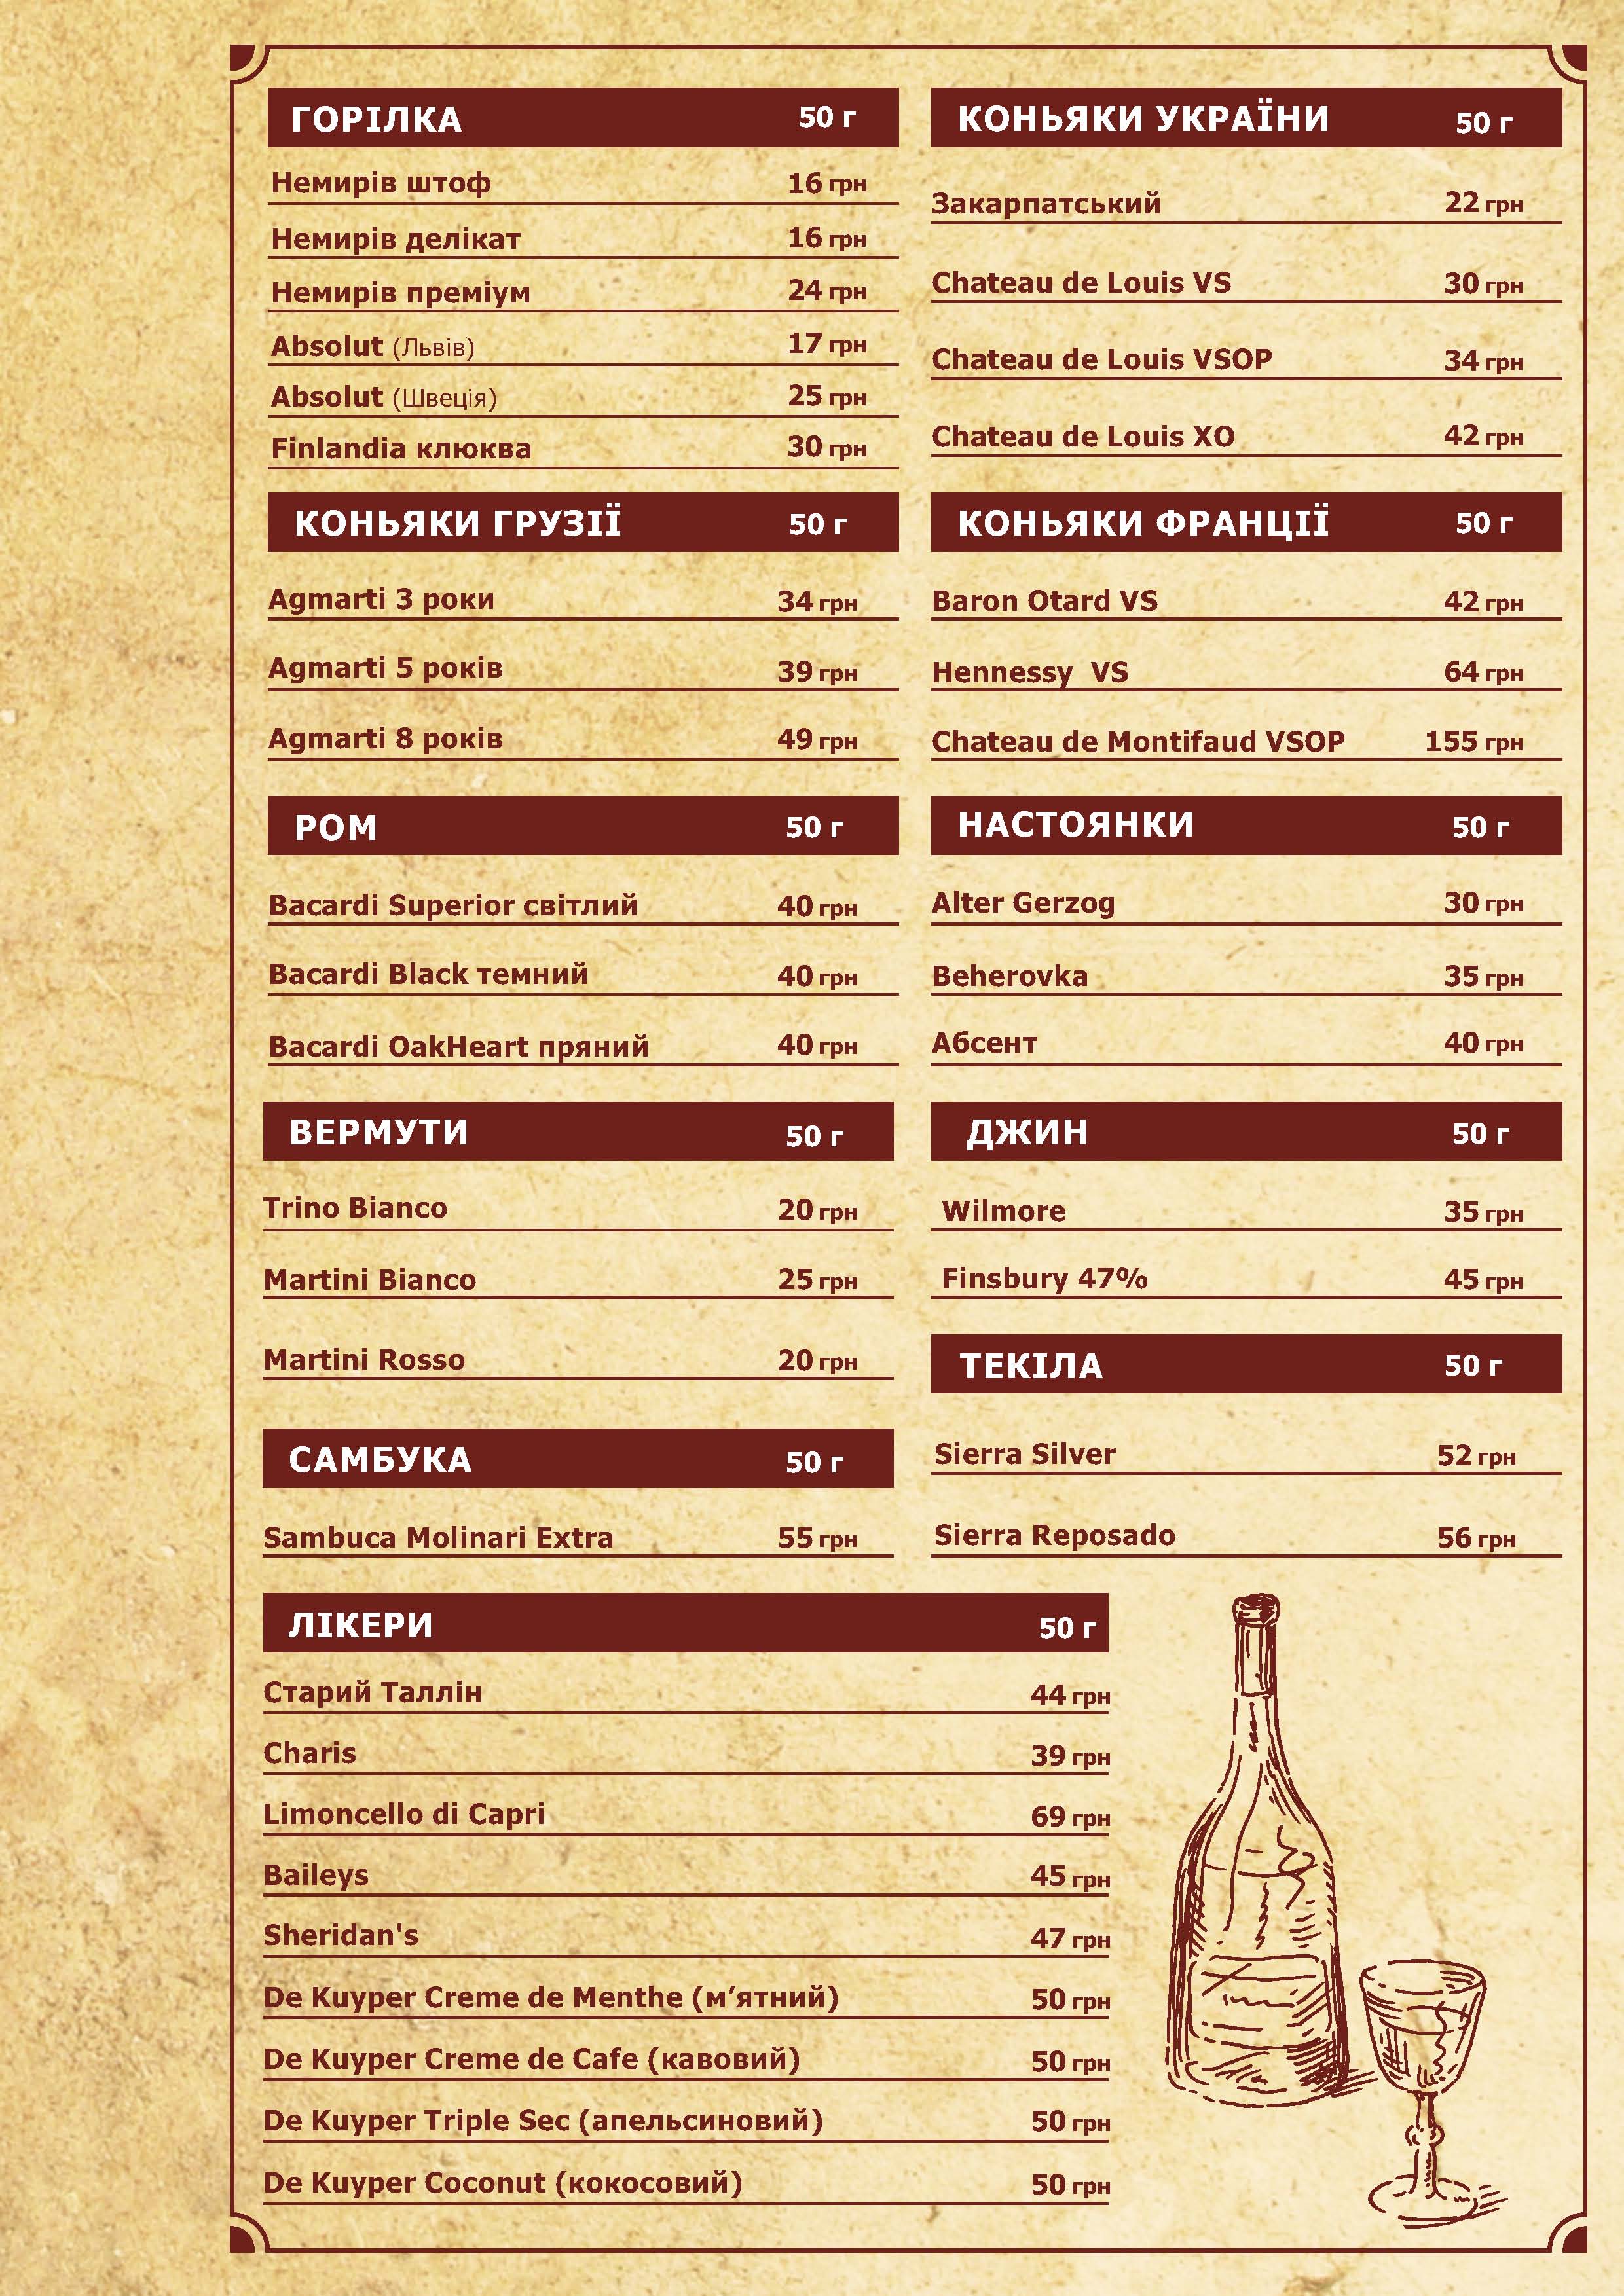 ГОРІЛКА 50 г
Немирів штоф 16 грн
Немирів делікат 16 грн
Немирів преміум 24 грн
Absolut (Львів) 17 грн
Absolut (Швеція) 25 грн
Finlandia клюква 30 грн
КОНЬЯКИ УКРАЇНИ 50 г
Закарпатський 22 грн
Chateau de Louis VS 30 грн
Chateau de Louis VSOP 34 грн
Chateau de Louis XO 42 грн
КОНЬЯКИ ГРУЗІЇ 50 г
Agmarti 3 роки 34 грн
Agmarti 5 років 39 грн
Agmarti 8 років 49 грн
КОНЬЯКИ ФРАНЦІЇ 50 г
Baron Otard VS 42 грн
Hennessy VS 64 грн
Chateau de Montifaud VSOP 155 грн
РОМ 50 г
Bacardi Superior світлий 40 грн
Bacardi Black темний 40 грн
Bacardi OakHeart пряний 40 грн
НАСТОЯНКИ 50 г
Alter Gerzog 30 грн
Beherovka 35 грн
Абсент 40 грн
ВЕРМУТИ 50 г
Trino Bianco 20 грн
Martini Bianco 25 грн
Martini Rosso 20 грн
ДЖИН 50 г
Wilmore 35 грн
Finsbury 47% 45 грн
САМБУКА 50 г
Sambuca Molinari Extra 55 грн
ТЕКІЛА 50 г
Sierra Silver 52 грн
Sierra Reposado 56 грн
ЛІКЕРИ 50 г
Старий Таллін 44 грн
Charis 39 грн
Limoncello di Capri 69 грн
Baileys 45 грн
Sheridan's 47 грн
De Kuyper Creme de Menthe (м’ятний) 50 грн
De Kuyper Creme de Cafe (кавовий) 50 грн
De Kuyper Triple Sec (апельсиновий) 50 грн
De Kuyper Coconut (кокосовий) 50 грн